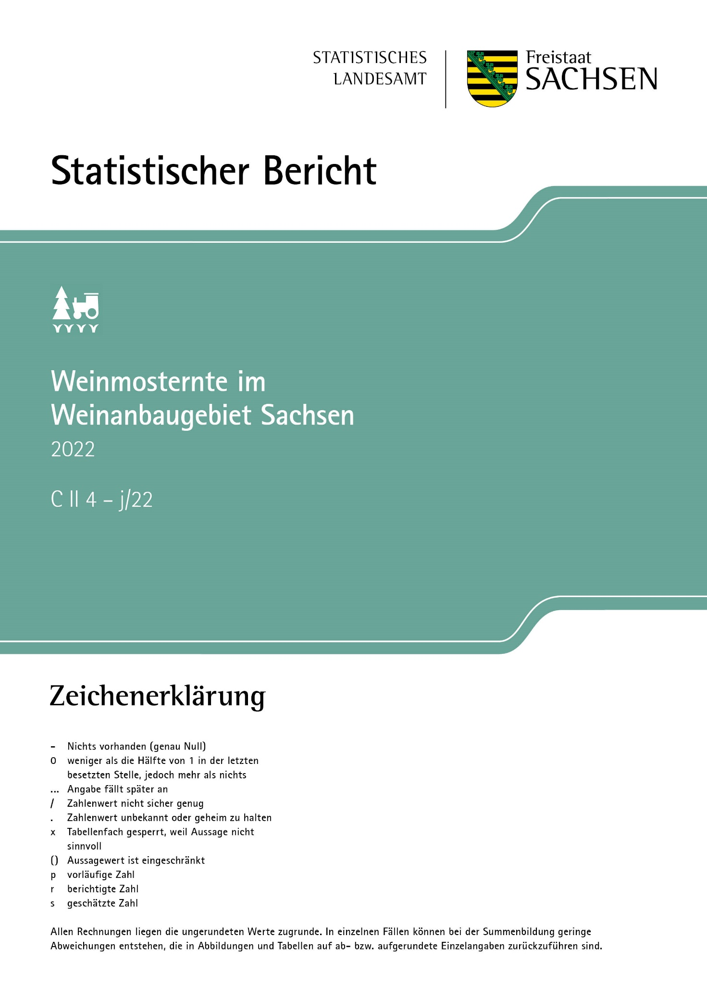 STATISTISCHES
LANDESAMT
Freistaat
SACHSEN
Statistischer Bericht
Weinmosternte im
Weinanbaugebiet Sachsen
2022
C II 4 – j/22
Zeichenerklärung
- Nichts vorhanden (genau Null)
0 weniger als die Hälfte von 1 in der letzten
besetzten Stelle, jedoch mehr als nichts
... Angabe fällt später an
/ Zahlenwert nicht sicher genug
. Zahlenwert unbekannt oder geheim zu halten
x Tabellenfach gesperrt, weil Aussage nicht
sinnvoll
() Aussagewert ist eingeschränkt
p vorläufige Zahl
r berichtigte Zahl
s geschätzte Zahl
Allen Rechnungen liegen die ungerundeten Werte zugrunde. In einzelnen Fällen können bei der Summenbildung geringe
Abweichungen entstehen, die in Abbildungen und Tabellen auf ab- bzw. aufgerundete Einzelangaben zurückzuführen sind.